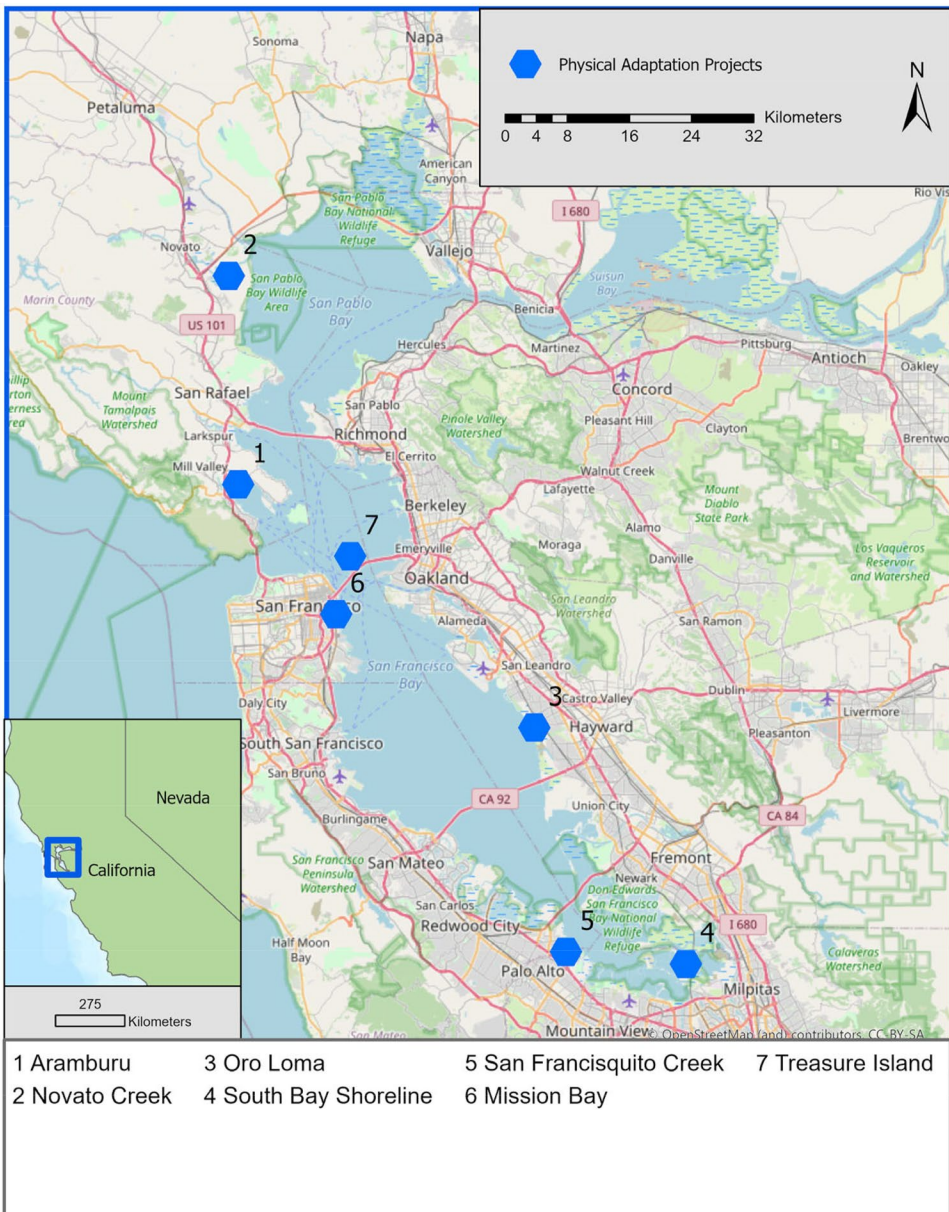 Sonoma
Napa
Petaluma
Physical Adaptation Projects
N
Kilometers
0 4 8 16 24 32
American
Canyon
San Pablo
Bay National
Wildlife
Refuge
I 680
Rio Vis
Novato
2
Vallejo
San Pablo
Bay Wildlife
Area
San Pablo
Bay
Suisun
Bay
Marin County
Benicia
US 101
Hercules
Martinez
Pittsburg
Antioch
Oakley
Concord
San Rafael
Mount
Tamalpais
Watershed
San Pablo
Richmond
Pinole Valley
Watershed
Pleasant Hill
Clayton
Brentwo
Larkspur
Mill Valley
1
El Cerrito
Walnut Creek
Lafayette
Berkeley
Mount
Diablo
State Park
7
Emeryville
Moraga
Alamo
Danville
Los Vaqueros
Reservoir
and Watershed
6
Oakland
San Francisco
San Leandro
Watershed
Alameda
San Ramon
San Francisco
Bay
San Leandro
Daly City
3
Castro Valley
Dublin
Hayward
Livermore
Pleasanton
South San Francisco
San Bruno
CA 92
Union City
CA 84
Burlingame
San Francisco
Peninsula
Watershed
San Mateo
Fremont
Newark
Don Edwards
San Francisco
Bay National
Wildlife
Refuge
San Carlos
Redwood City
5
4
I 680
Half Moon
Bay
Palo Alto
Calaveras
Watershed
Milpitas
San Mateo
Mountain View
© OpenStreetMap (and) contributors, CC-BY-SA
Nevada
California
275
Kilometers
1 Aramburu 3 Oro Loma 5 San Francisquito Creek 7 Treasure Island
2 Novato Creek 4 South Bay Shoreline 6 Mission Bay